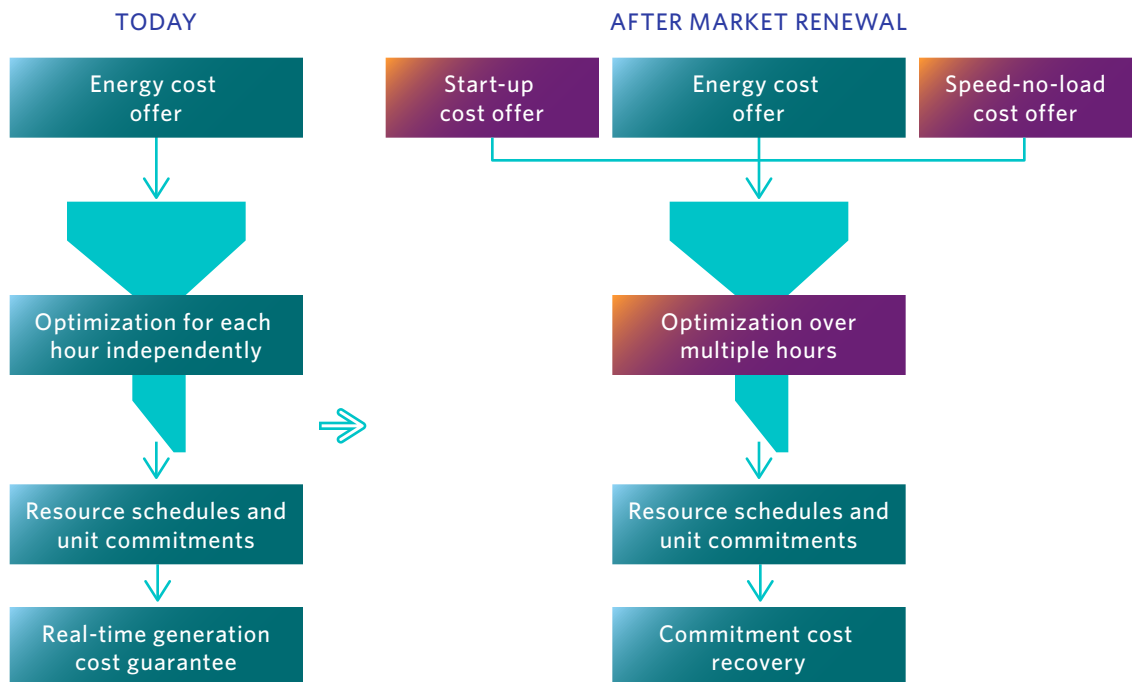 TODAY
Energy cost
offer
Optimization for each
hour independently
Resource schedules and
unit commitments
Real-time generation
cost guarantee
AFTER MARKET RENEWAL
Start-up
cost offer
Energy cost
offer
Speed-no-load
cost offer
Optimization over
multiple hours
Resource schedules and
unit commitments
Commitment cost
recovery